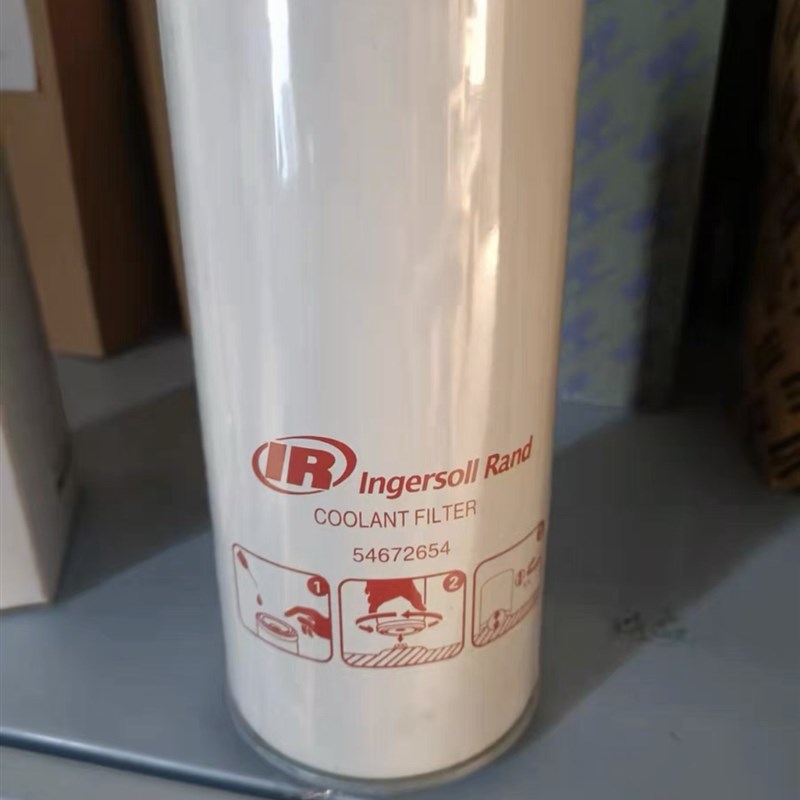 IR Ingersoll Rand
COOLANT FILTER
54672654
1
2